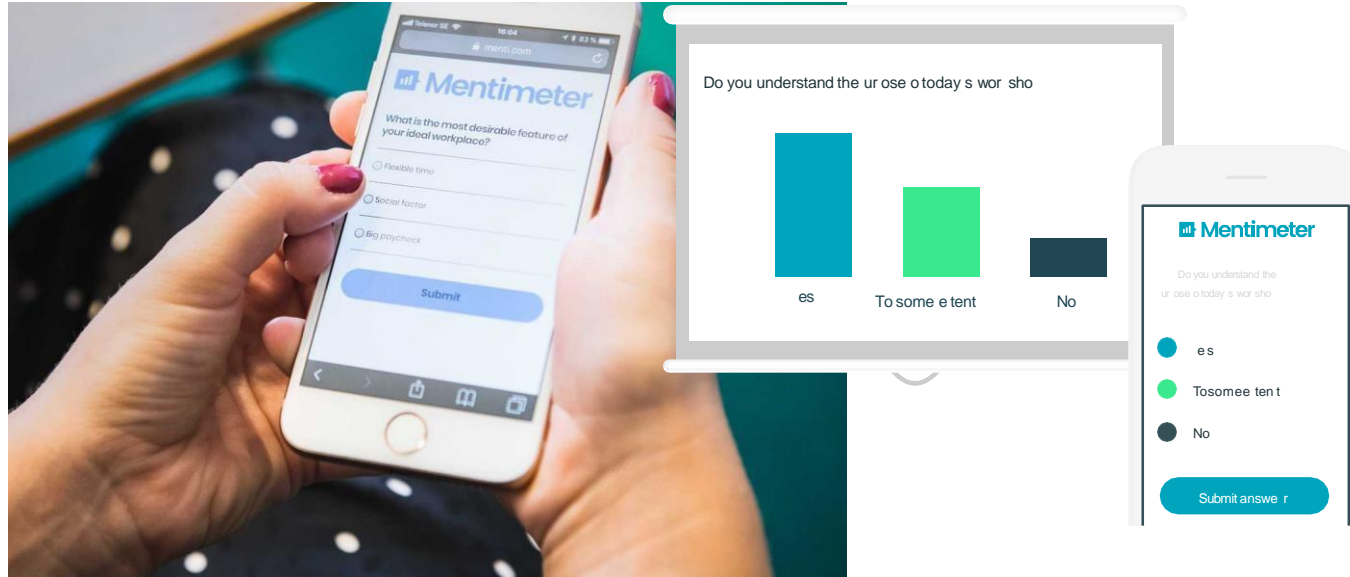 Telenor SE
16:04
83 %
menti.com
Mentimeter
What is the most desirable feature of
your ideal workplace?
Flexible time
Social factor
Big paycheck
Submit
Do you understand the ur ose o today s wor sho
es
To some e tent
No
Mentimeter
Do you understand the
ur ose o today s wor sho
es
Tosomee ten t
No
Submit answe r